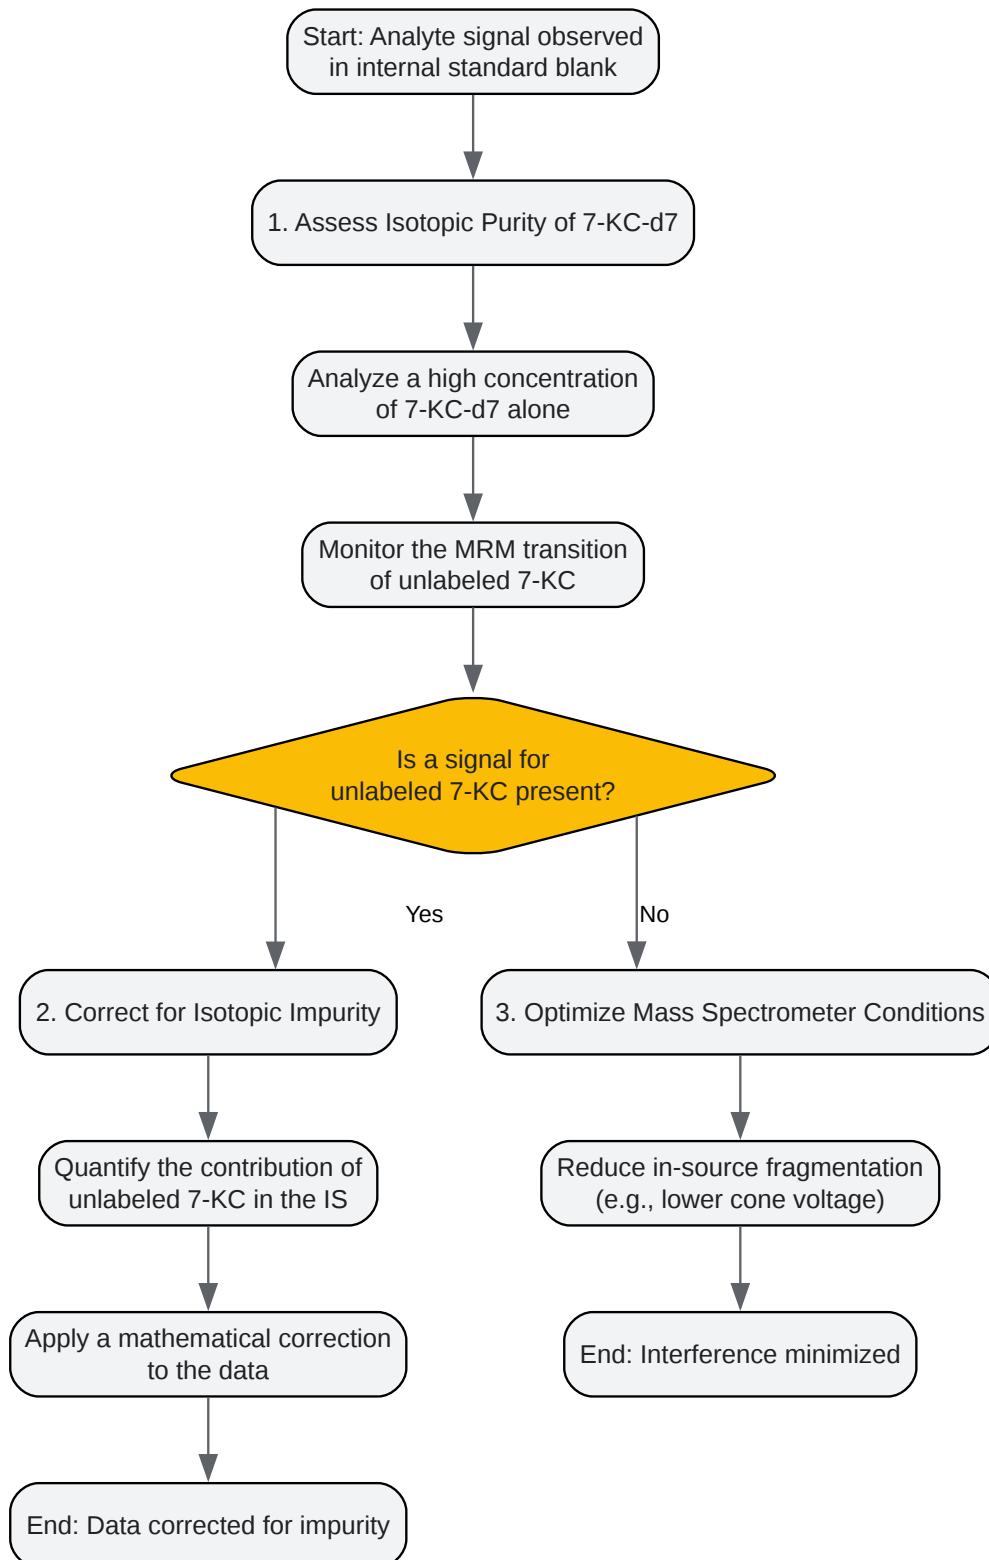 Start: Analyte signal observed
in internal standard blank
1. Assess Isotopic Purity of 7-KC-d7
Analyze a high concentration
of 7-KC-d7 alone
Monitor the MRM transition
of unlabeled 7-KC
Is a signal for
unlabeled 7-KC present?
Yes
No
2. Correct for Isotopic Impurity
3. Optimize Mass Spectrometer Conditions
Quantify the contribution of
unlabeled 7-KC in the IS
Reduce in-source fragmentation
(e.g., lower cone voltage)
Apply a mathematical correction
to the data
End: Interference minimized
End: Data corrected for impurity